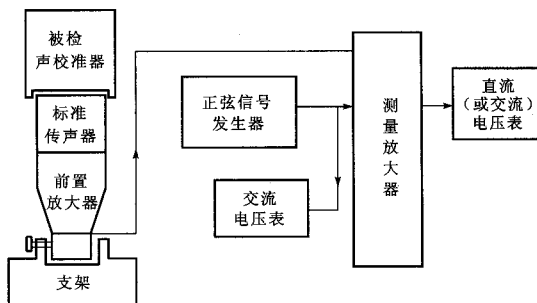 被检
声校准器
标准
传声器
前置
放大器
支架
正弦信号
发生器
交流
电压表
测
量
放
大
器
直流
(或交流)
电压表